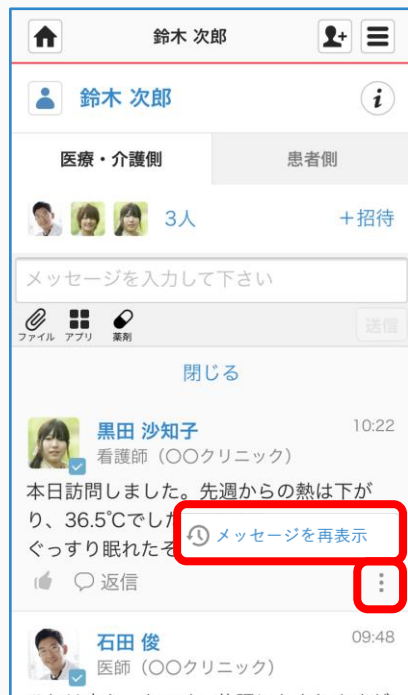 鈴木 次郎
鈴木 次郎
医療・介護側
患者側
3人
+招待
メッセージを入力して下さい
ファイル アプリ 薬剤
送信
閉じる
黒田 沙知子
10:22
看護師（〇〇クリニック）
本日訪問しました。先週からの熱は下が
り、36.5℃でした
メッセージを再表示
ぐっすり眠れたそ
返信
石田 俊
09:48
医師（〇〇クリニック）